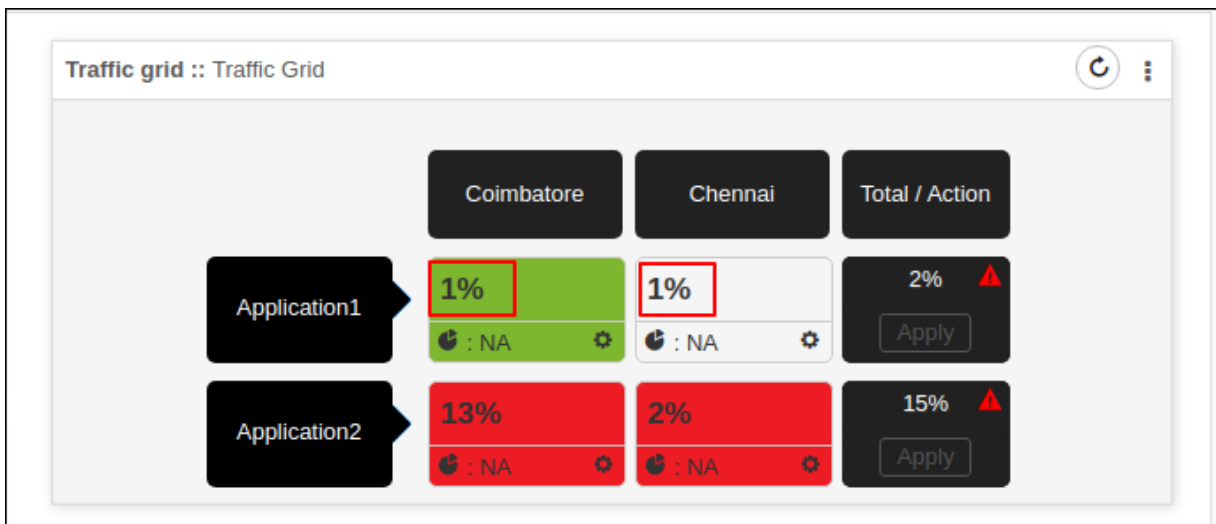 Traffic grid :: Traffic Grid
Coimbatore Chennai Total / Action
Application1 1% 1% 2%
: NA : NA Apply
Application2 13% 2% 15%
: NA : NA Apply